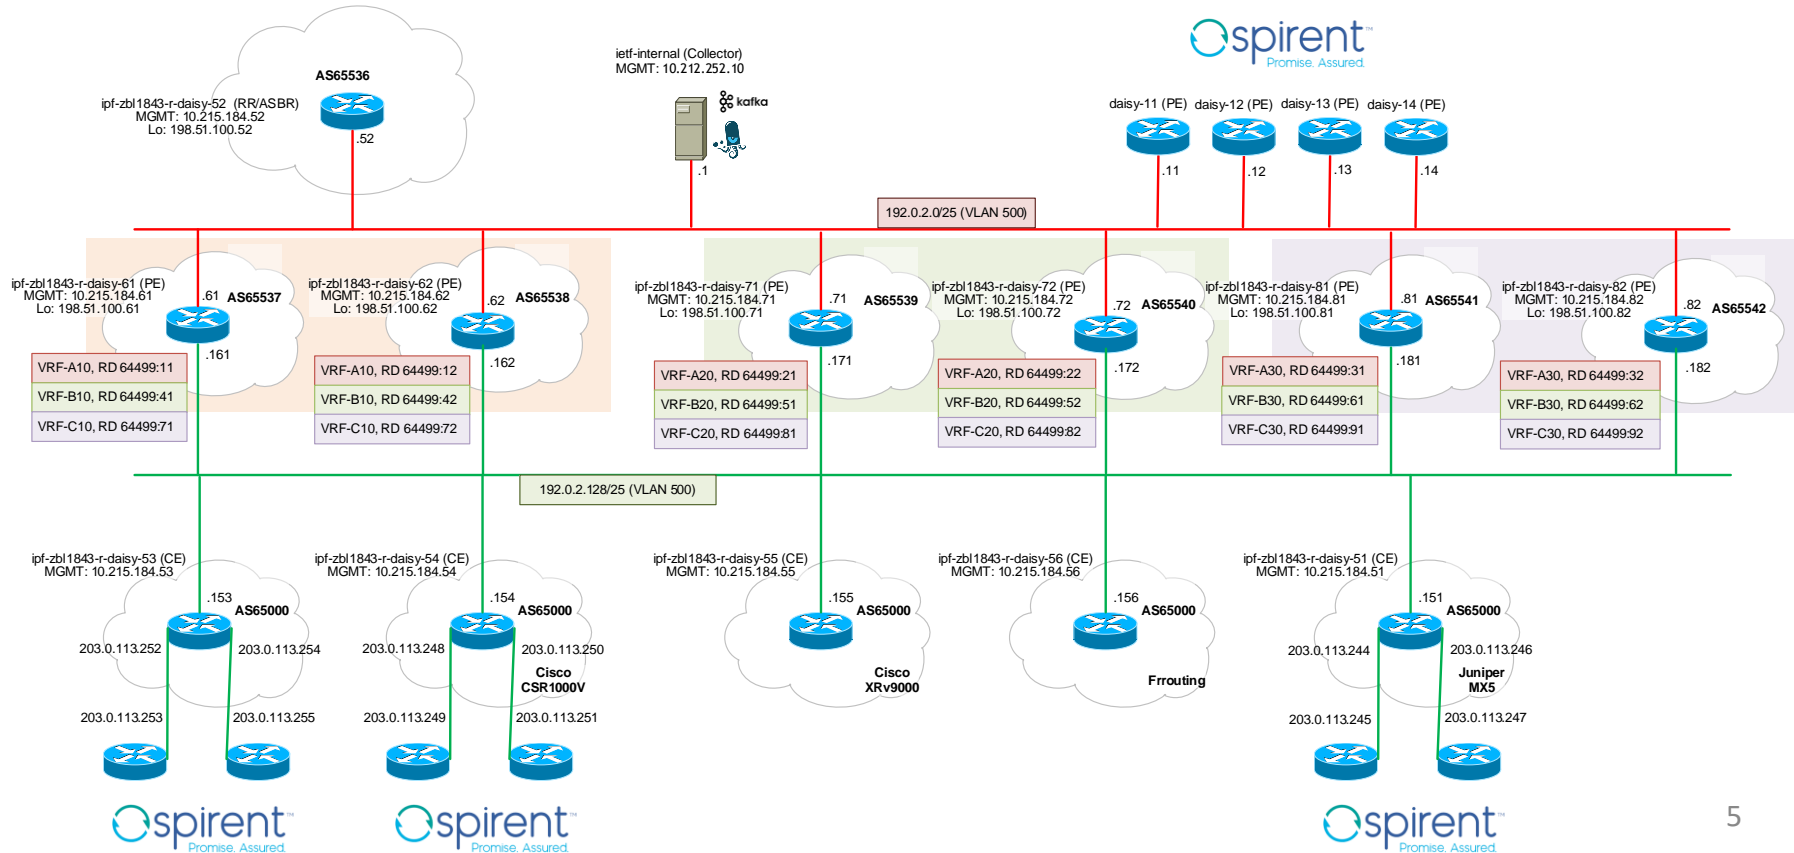 AS65536
ipf-zbl1843-r-daisy-52 (RR/ASBR)
MGMT: 10.215.184.52
Lo: 198.51.100.52
.52
ietf-internal (Collector)
MGMT: 10.212.252.10
kafka
.1
spirent™
Promise. Assured.
daisy-11 (PE)
daisy-12 (PE)
daisy-13 (PE)
daisy-14 (PE)
.11
.12
.13
.14
192.0.2.0/25 (VLAN 500)
ipf-zbl1843-r-daisy-61 (PE)
MGMT: 10.215.184.61
Lo: 198.51.100.61
.61
AS65537
.161
VRF-A10, RD 64499:11
VRF-B10, RD 64499:41
VRF-C10, RD 64499:71
ipf-zbl1843-r-daisy-62 (PE)
MGMT: 10.215.184.62
Lo: 198.51.100.62
.62
AS65538
.162
VRF-A10, RD 64499:12
VRF-B10, RD 64499:42
VRF-C10, RD 64499:72
ipf-zbl1843-r-daisy-71 (PE)
MGMT: 10.215.184.71
Lo: 198.51.100.71
.71
AS65539
.171
VRF-A20, RD 64499:21
VRF-B20, RD 64499:51
VRF-C20, RD 64499:81
ipf-zbl1843-r-daisy-72 (PE)
MGMT: 10.215.184.72
Lo: 198.51.100.72
.72
AS65540
.172
VRF-A20, RD 64499:22
VRF-B20, RD 64499:52
VRF-C20, RD 64499:82
ipf-zbl1843-r-daisy-81 (PE)
MGMT: 10.215.184.81
Lo: 198.51.100.81
.81
AS65541
.181
VRF-A30, RD 64499:31
VRF-B30, RD 64499:61
VRF-C30, RD 64499:91
ipf-zbl1843-r-daisy-82 (PE)
MGMT: 10.215.184.82
Lo: 198.51.100.82
.82
AS65542
.182
VRF-A30, RD 64499:32
VRF-B30, RD 64499:62
VRF-C30, RD 64499:92
192.0.2.128/25 (VLAN 500)
ipf-zbl1843-r-daisy-53 (CE)
MGMT: 10.215.184.53
.153
AS65000
203.0.113.252
203.0.113.254
203.0.113.253
203.0.113.255
spirent™
Promise. Assured.
ipf-zbl1843-r-daisy-54 (CE)
MGMT: 10.215.184.54
.154
AS65000
203.0.113.248
203.0.113.250
Cisco
CSR1000V
203.0.113.249
203.0.113.251
spirent™
Promise. Assured.
ipf-zbl1843-r-daisy-55 (CE)
MGMT: 10.215.184.55
.155
AS65000
Cisco
XRv9000
ipf-zbl1843-r-daisy-56 (CE)
MGMT: 10.215.184.56
.156
AS65000
Frrouting
ipf-zbl1843-r-daisy-51 (CE)
MGMT: 10.215.184.51
.151
AS65000
203.0.113.244
203.0.113.246
Juniper
MX5
203.0.113.245
203.0.113.247
spirent™
Promise. Assured.
5